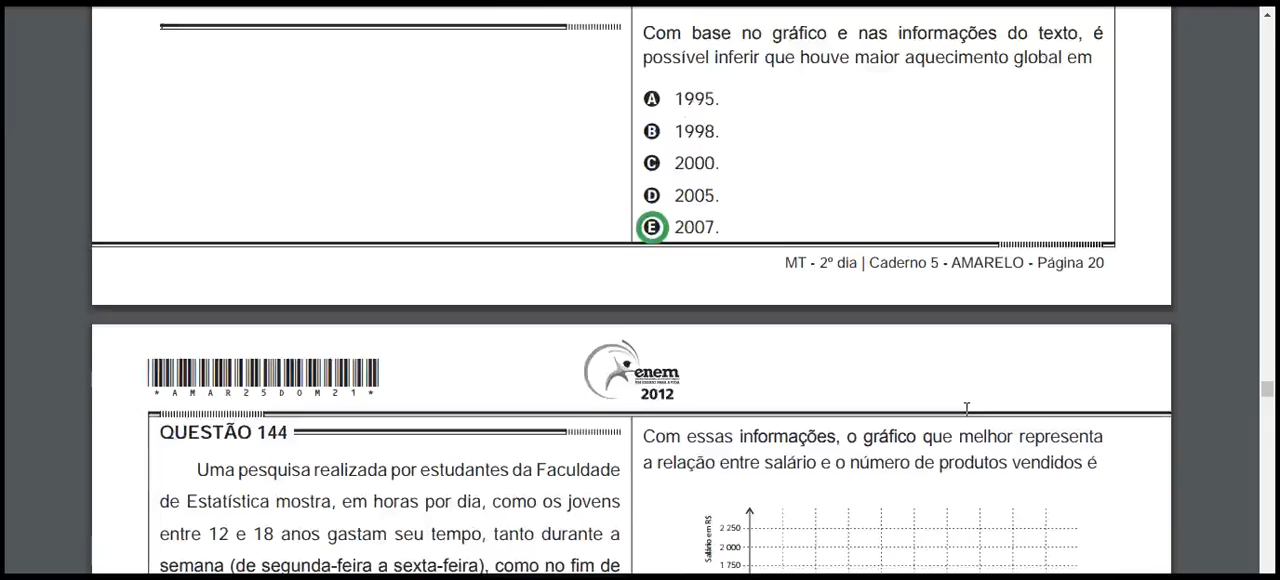 Com base no gráfico e nas informações do texto, é
possível inferir que houve maior aquecimento global em
A 1995.
B 1998.
C 2000.
D 2005.
E 2007.
MT - 2º dia | Caderno 5 - AMARELO - Página 20
* A M A R 2 5 D O M 2 1 *
enem
2012
QUESTÃO 144
Uma pesquisa realizada por estudantes da Faculdade
de Estatística mostra, em horas por dia, como os jovens
entre 12 e 18 anos gastam seu tempo, tanto durante a
semana (de segunda-feira a sexta-feira), como no fim de
Com essas informações, o gráfico que melhor representa
a relação entre salário e o número de produtos vendidos é
Salário em R$
2 250
2 000
1 750